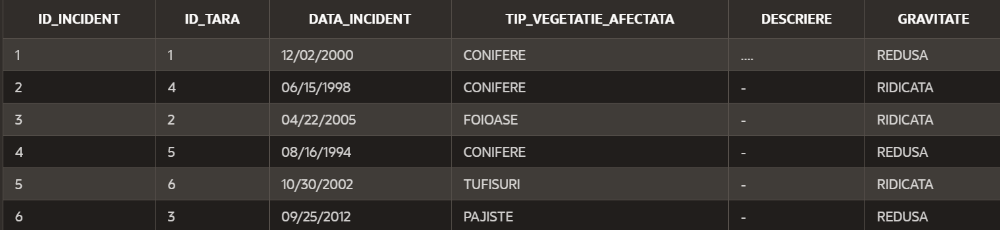 ID_INCIDENT ID_TARA DATA_INCIDENT TIP_VEGETATIE_AFECTATA DESCRIERE GRAVITATE
1 1 12/02/2000 CONIFERE .... REDUSA
2 4 06/15/1998 CONIFERE - RIDICATA
3 2 04/22/2005 FOIOASE - RIDICATA
4 5 08/16/1994 CONIFERE - REDUSA
5 6 10/30/2002 TUFISURI - RIDICATA
6 3 09/25/2012 PAJISTE - REDUSA